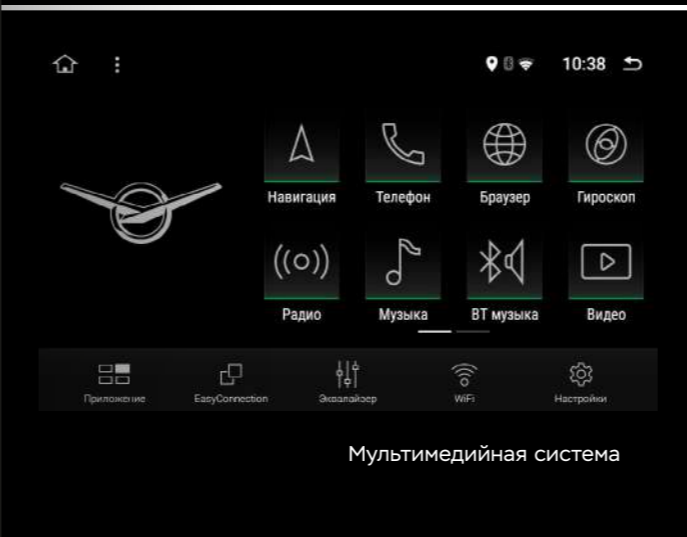 10:38
Навигация Телефон Браузер Гироскоп
Радио Музыка BT музыка Видео
Приложение EasyConnection Эквалайзер WiFi Настройки
Мультимедийная система